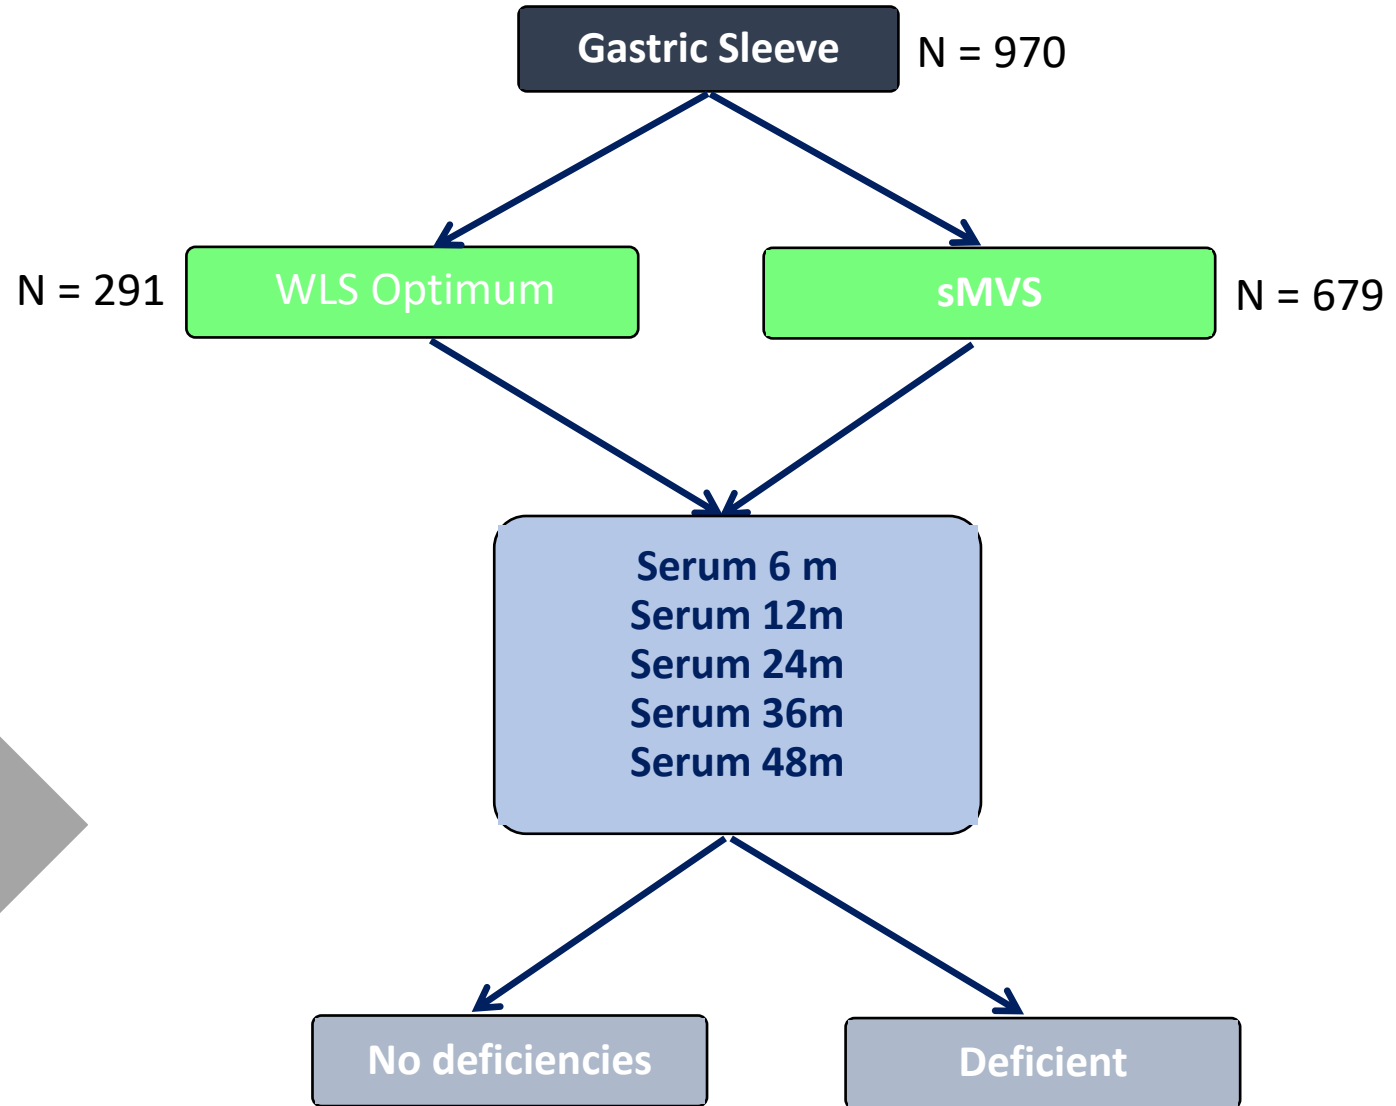 Gastric Sleeve
N = 970
N = 291
WLS Optimum
sMVS
N = 679
Serum 6 m
Serum 12m
Serum 24m
Serum 36m
Serum 48m
No deficiencies
Deficient